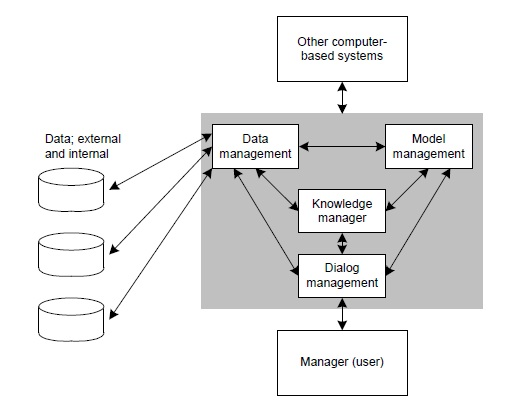 Other computer-
based systems
Data; external
and internal
Data
management
Model
management
Knowledge
manager
Dialog
management
Manager (user)